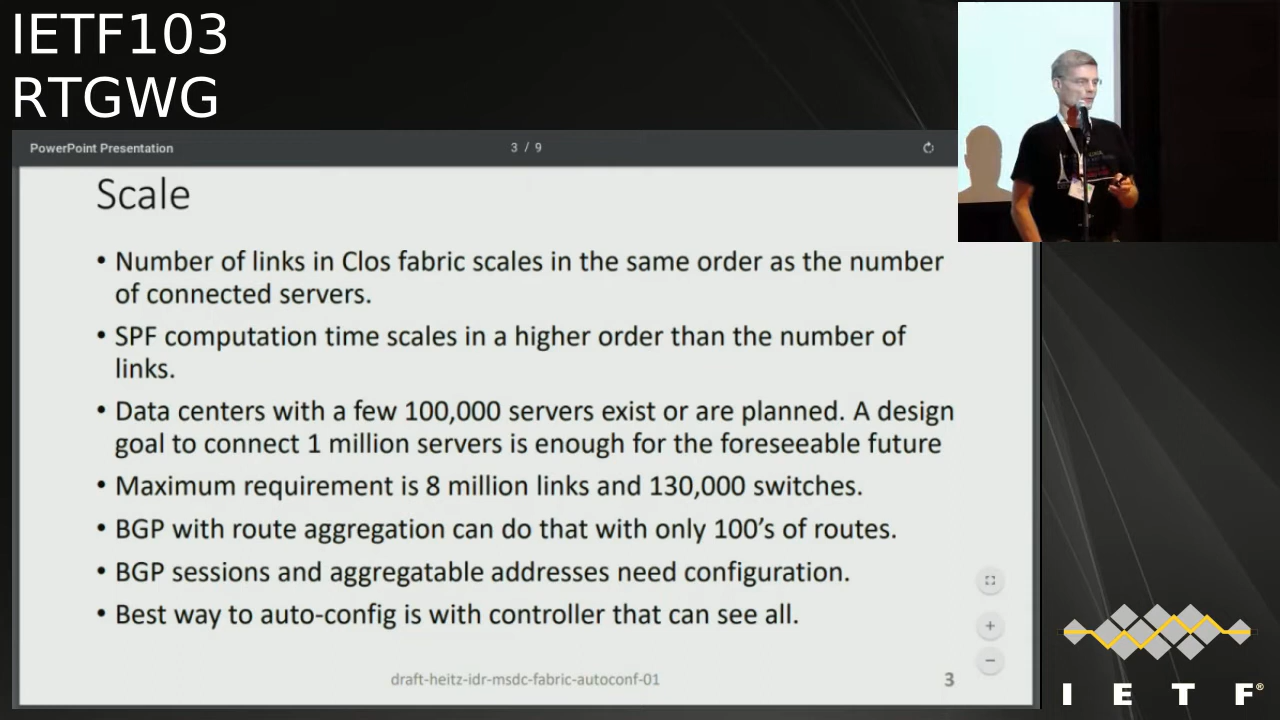 IETF103
RTGWG
PowerPoint Presentation
3 / 9
Scale
• Number of links in Clos fabric scales in the same order as the number
of connected servers.
• SPF computation time scales in a higher order than the number of
links.
• Data centers with a few 100,000 servers exist or are planned. A design
goal to connect 1 million servers is enough for the foreseeable future
• Maximum requirement is 8 million links and 130,000 switches.
• BGP with route aggregation can do that with only 100’s of routes.
• BGP sessions and aggregatable addresses need configuration.
• Best way to auto-config is with controller that can see all.
draft-heitz-idr-msdc-fabric-autoconf-01
3
I E T F®